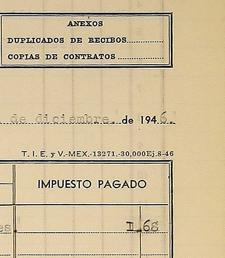 ANEXOS
DUPLICADOS DE RECIBOS
COPIAS DE CONTRATOS
de diciembre. de 1946.
T. I. E. y V.-MEX.-13271.-30,000Ej.8-46
IMPUESTO PAGADO
es. 1.68